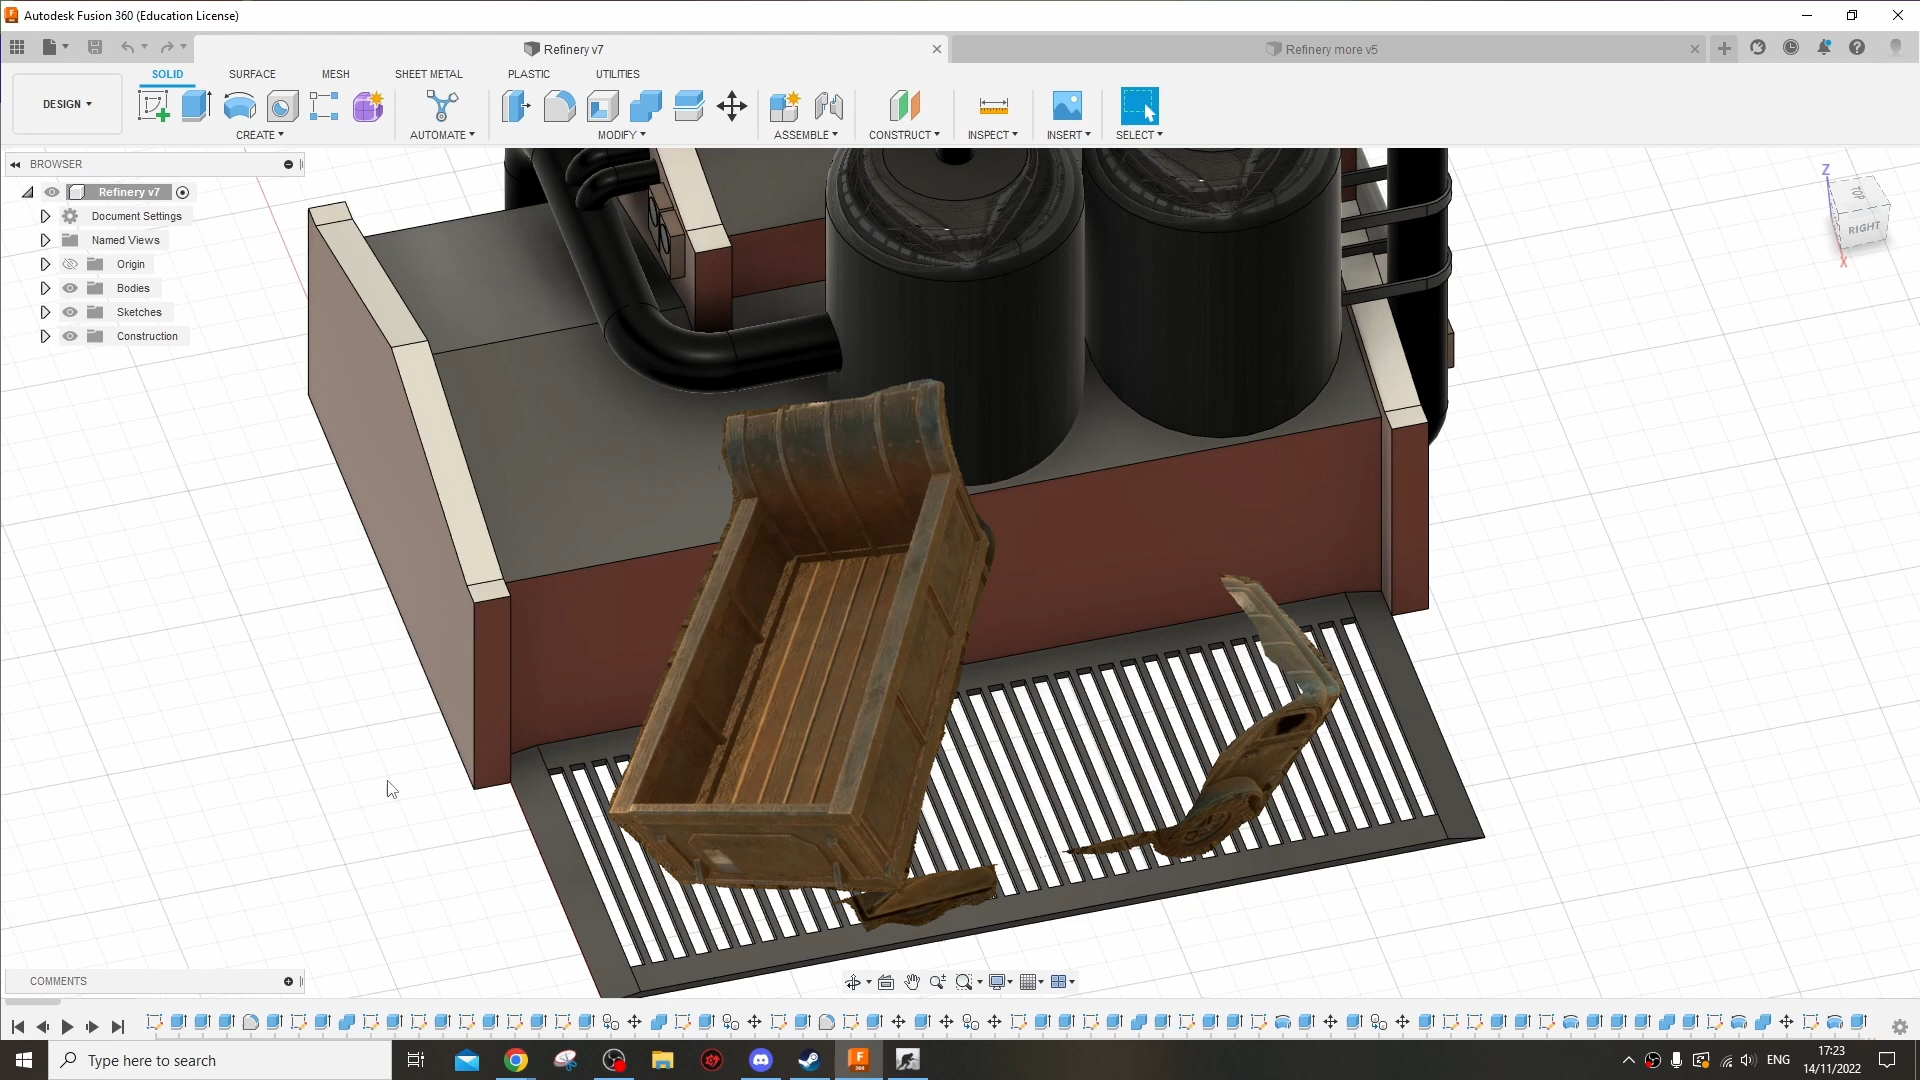 Autodesk Fusion 360 (Education License)
Refinery v7
Refinery more v5
DESIGN
SOLID
SURFACE
MESH
SHEET METAL
PLASTIC
UTILITIES
CREATE
AUTOMATE
MODIFY
ASSEMBLE
CONSTRUCT
INSPECT
INSERT
SELECT
BROWSER
Refinery v7
Document Settings
Named Views
Origin
Bodies
Sketches
Construction
Z
TOP
RIGHT
X
COMMENTS
Type here to search
F
360
ENG
17:23
14/11/2022